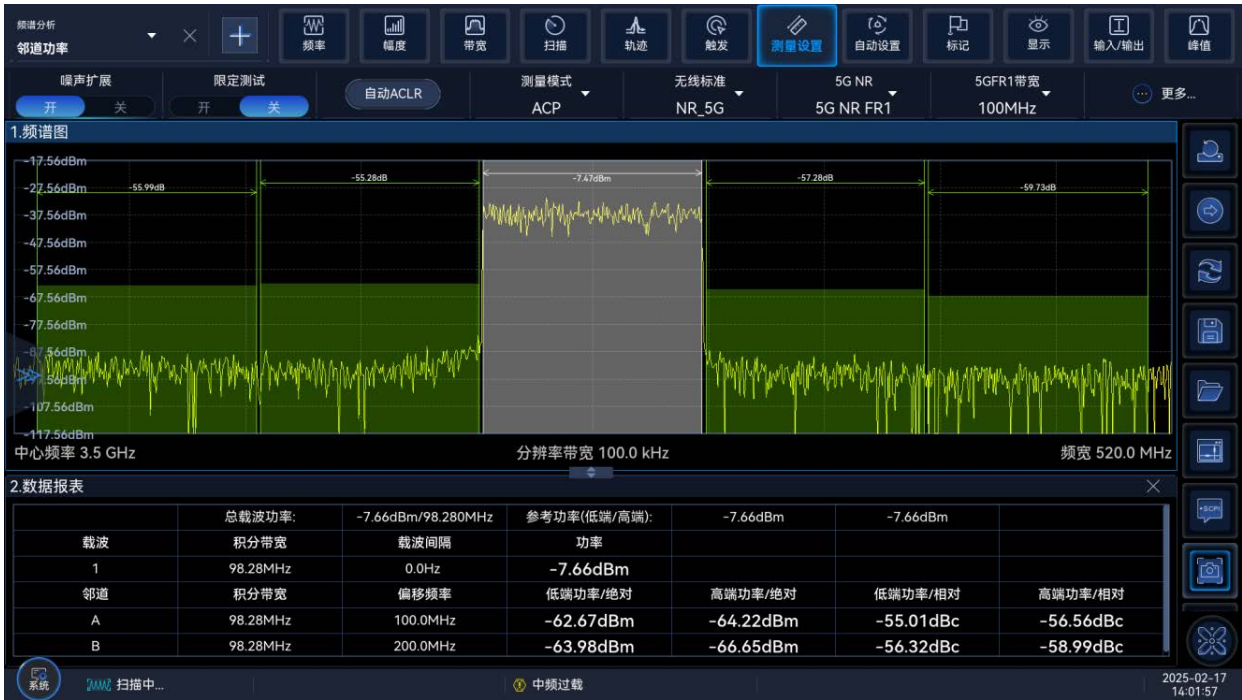 频谱分析
邻道功率
频率
幅度
带宽
扫描
轨迹
触发
测量设置
自动设置
标记
显示
输入/输出
峰值
噪声扩展
开 关
限定测试
开 关
自动ACLR
测量模式
ACP
无线标准
NR_5G
5G NR
5G NR FR1
5GFR1带宽
100MHz
更多...
1.频谱图
-17.56dBm
-27.56dBm
-37.56dBm
-47.56dBm
-57.56dBm
-67.56dBm
-77.56dBm
-87.56dBm
-107.56dBm
-117.56dBm
-55.99dB
-55.28dB
-7.47dBm
-57.28dB
-59.73dB
中心频率 3.5 GHz 分辨率带宽 100.0 kHz 频宽 520.0 MHz
2.数据报表
总载波功率: -7.66dBm/98.280MHz 参考功率(低端/高端): -7.66dBm -7.66dBm
载波 积分带宽 载波间隔 功率
1 98.28MHz 0.0Hz -7.66dBm
邻道 积分带宽 偏移频率 低端功率/绝对 高端功率/绝对 低端功率/相对 高端功率/相对
A 98.28MHz 100.0MHz -62.67dBm -64.22dBm -55.01dBc -56.56dBc
B 98.28MHz 200.0MHz -63.98dBm -66.65dBm -56.32dBc -58.99dBc
•SCPI
系统
扫描中...
中频过载
2025-02-17
14:01:57